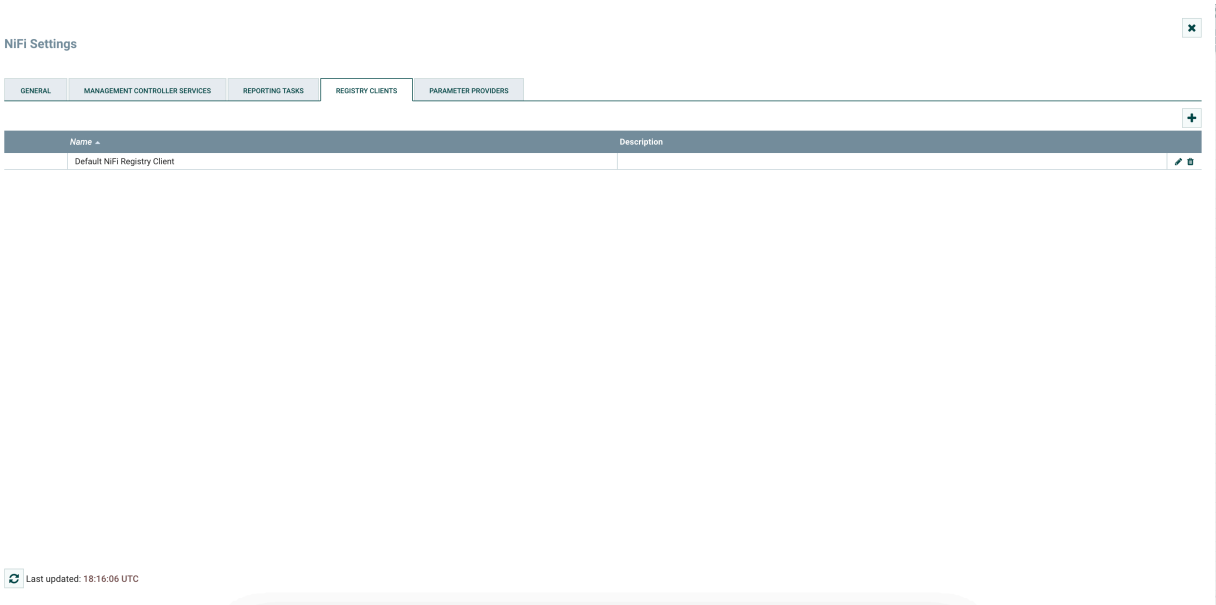 NiFi Settings
GENERAL MANAGEMENT CONTROLLER SERVICES REPORTING TASKS REGISTRY CLIENTS PARAMETER PROVIDERS
Name Description
Default NiFi Registry Client
Last updated: 18:16:06 UTC